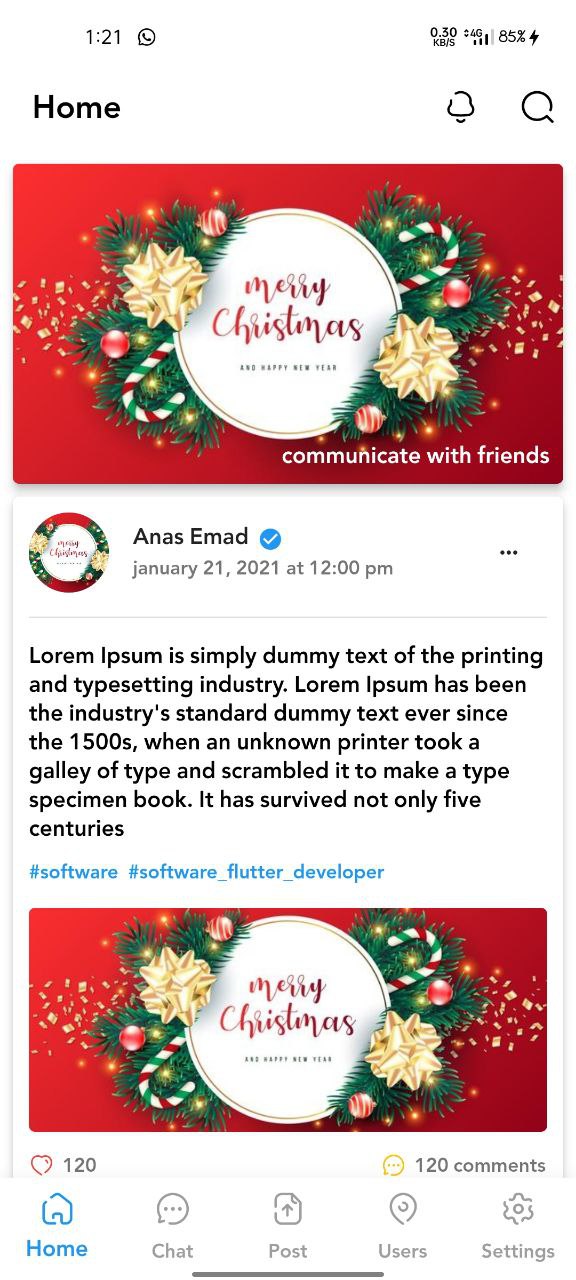 1:21
0.30
KB/S
4G
85%
Home
merry
Christmas
AND HAPPY NEW YEAR
communicate with friends
merry
Christmas
Anas Emad
january 21, 2021 at 12:00 pm
Lorem Ipsum is simply dummy text of the printing
and typesetting industry. Lorem Ipsum has been
the industry's standard dummy text ever since
the 1500s, when an unknown printer took a
galley of type and scrambled it to make a type
specimen book. It has survived not only five
centuries
#software #software_flutter_developer
merry
Christmas
AND HAPPY NEW YEAR
120
120 comments
Home
Chat
Post
Users
Settings